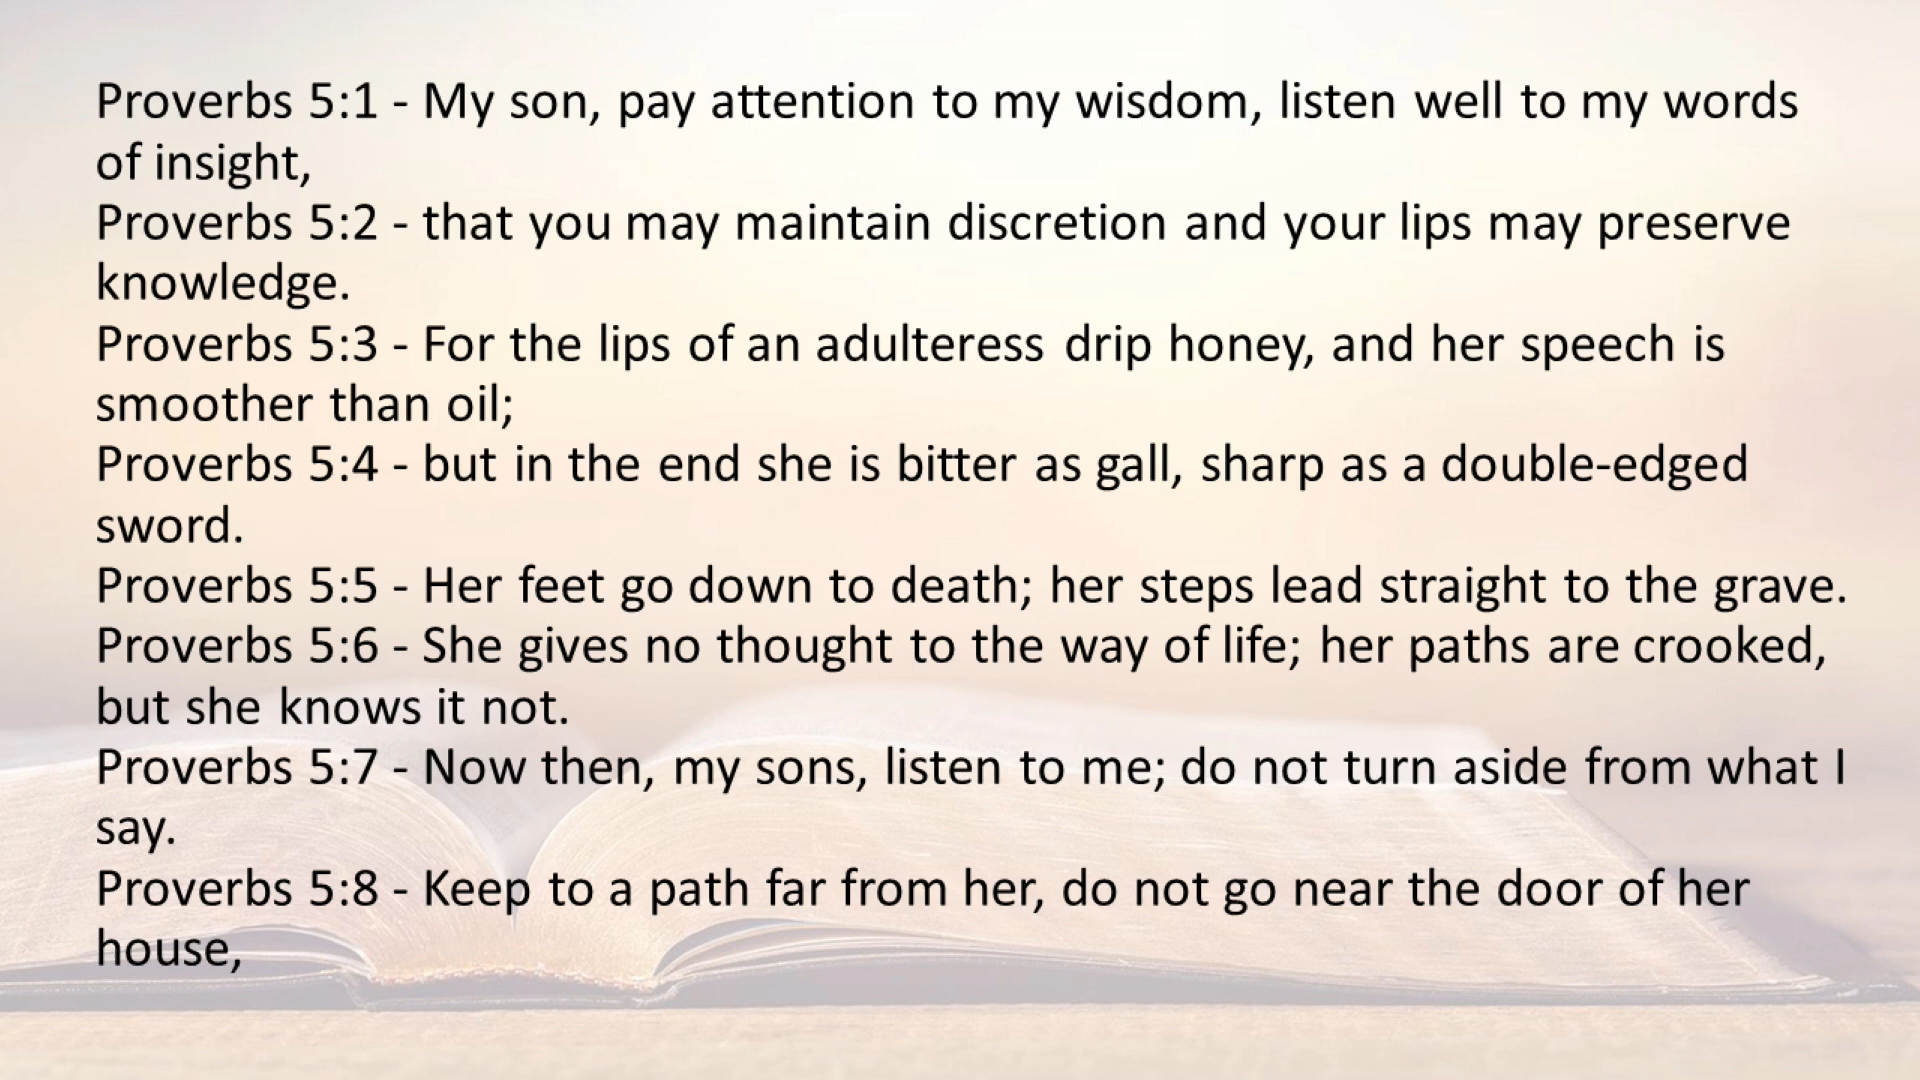 Proverbs 5:1 - My son, pay attention to my wisdom, listen well to my words
of insight,
Proverbs 5:2 - that you may maintain discretion and your lips may preserve
knowledge.
Proverbs 5:3 - For the lips of an adulteress drip honey, and her speech is
smoother than oil;
Proverbs 5:4 - but in the end she is bitter as gall, sharp as a double-edged
sword.
Proverbs 5:5 - Her feet go down to death; her steps lead straight to the grave.
Proverbs 5:6 - She gives no thought to the way of life; her paths are crooked,
but she knows it not.
Proverbs 5:7 - Now then, my sons, listen to me; do not turn aside from what I
say.
Proverbs 5:8 - Keep to a path far from her, do not go near the door of her
house,